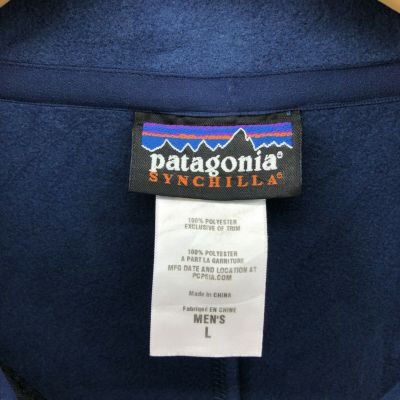 patagonia®
SYNCHILLA®
100% POLYESTER
EXCLUSIVE OF TRIM
100% POLYESTER
A PART LA GARNITURE
MFG DATE AND LOCATION AT
PCPSIA.COM
Made in CHINA
Fabriqué EN CHINE
MEN'S
L